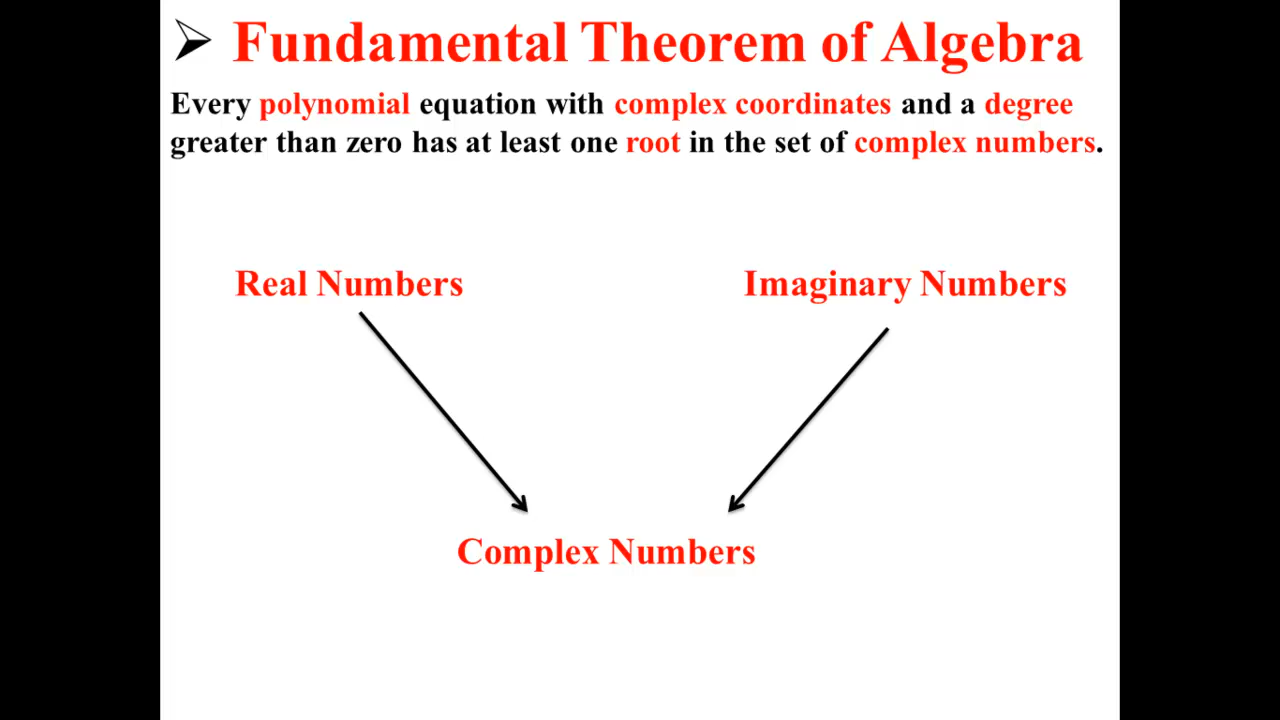 Fundamental Theorem of Algebra
Every polynomial equation with complex coordinates and a degree
greater than zero has at least one root in the set of complex numbers.
Real Numbers
Imaginary Numbers
Complex Numbers